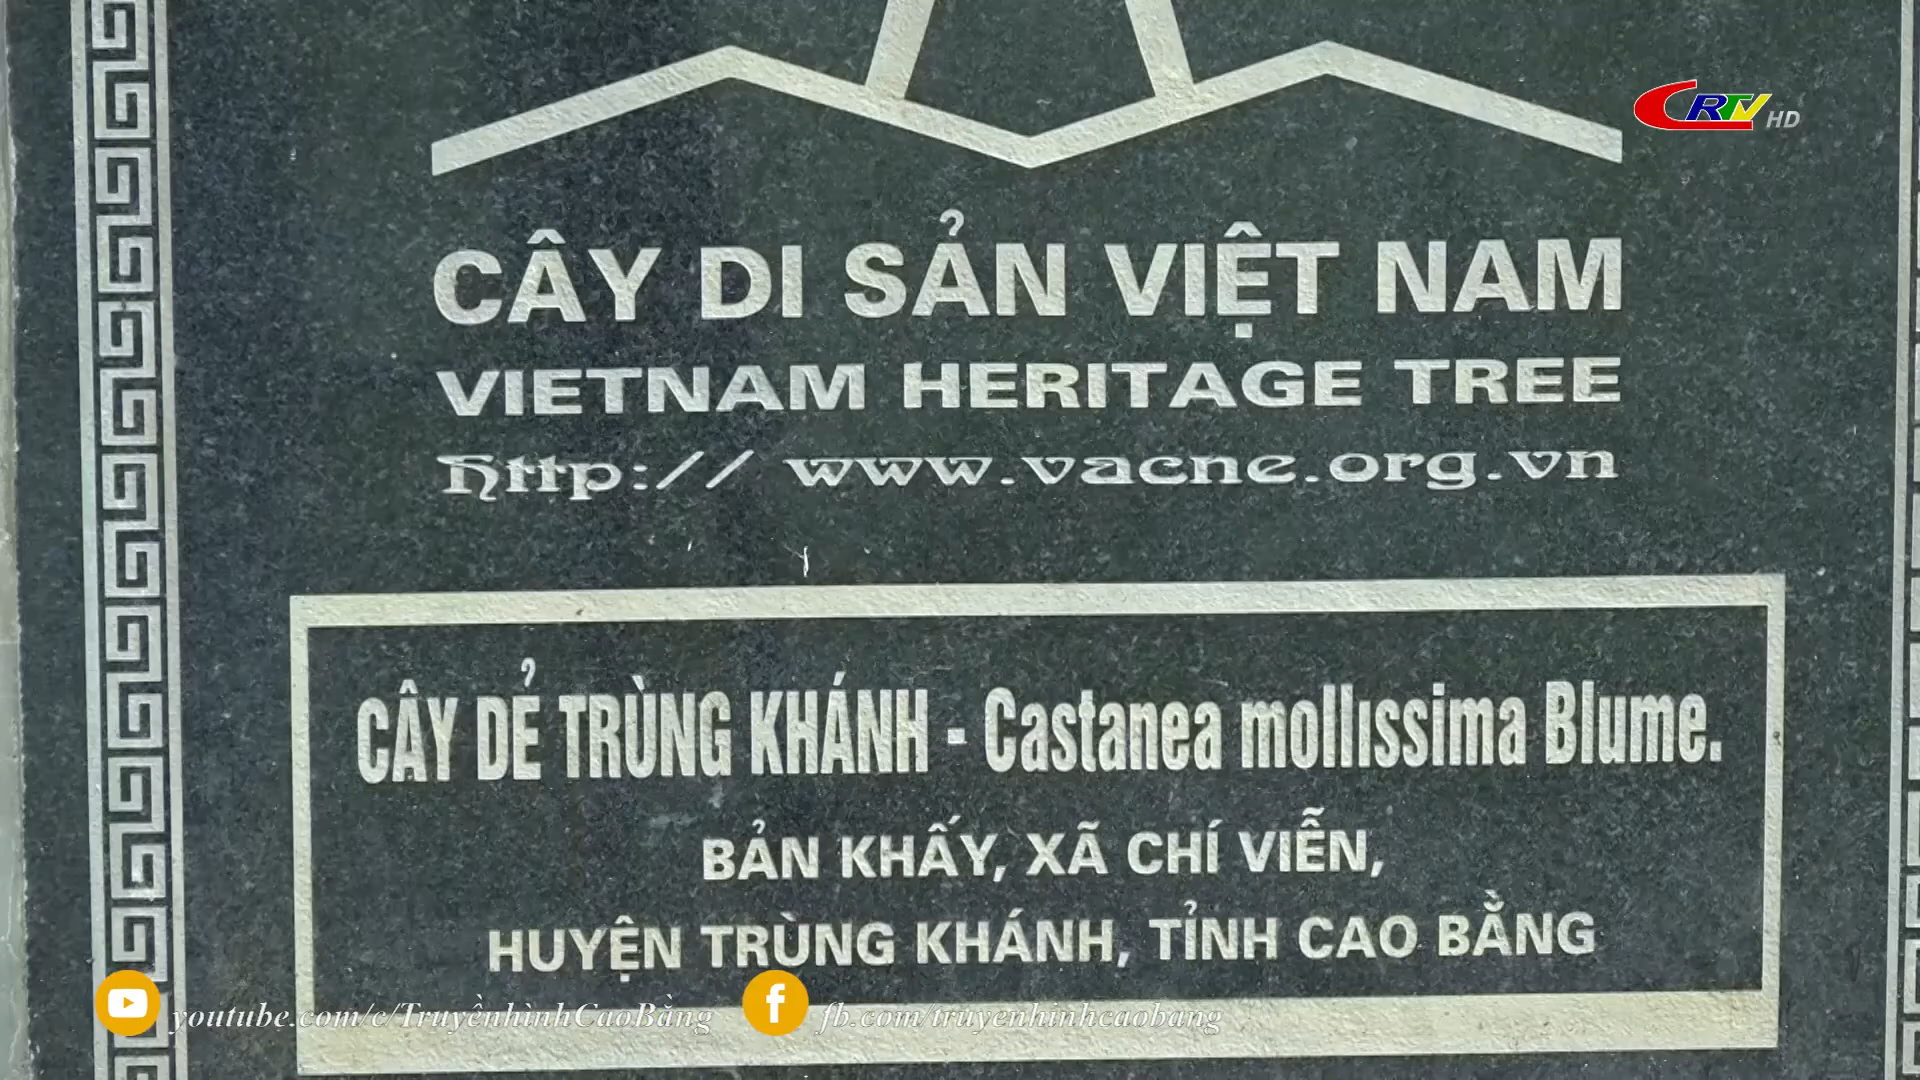 CRTV HD
CÂY DI SẢN VIỆT NAM
VIETNAM HERITAGE TREE
http:// www.vacne.org.vn
CÂY DẺ TRÙNG KHÁNH - Castanea mollıssima Blume.
BẢN KHẤY, XÃ CHÍ VIỄN,
HUYỆN TRÙNG KHÁNH, TỈNH CAO BẰNG
youtube.com/c/TruyềnhìnhCaoBằng fb.com/truyenhinhcaobang